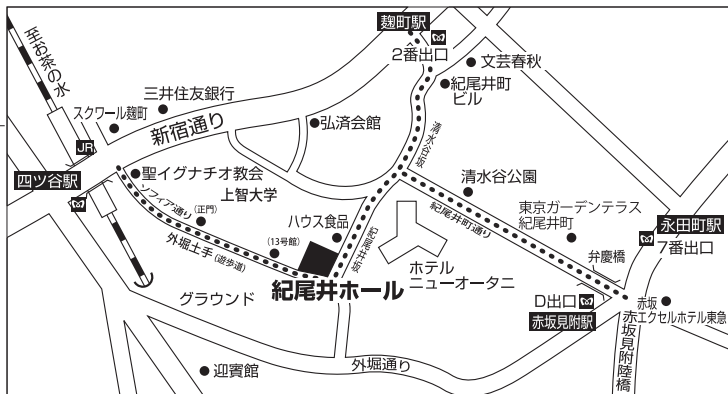 至お茶の水
麹町駅
2番出口
文芸春秋
紀尾井町
ビル
三井住友銀行
スクワール麹町
新宿通り
弘済会館
清水谷坂
JR
四ツ谷駅
聖イグナチオ教会
上智大学
ソフィア通り
(正門)
外堀土手(遊歩道)
(13号館)
ハウス食品
紀尾井坂
清水谷公園
紀尾井町通り
東京ガーデンテラス
紀尾井町
永田町駅
7番出口
弁慶橋
ホテル
ニューオータニ
紀尾井ホール
グラウンド
D出口
赤坂見附駅
赤坂
エクセルホテル東急
赤坂見附陸橋
外堀通り
迎賓館